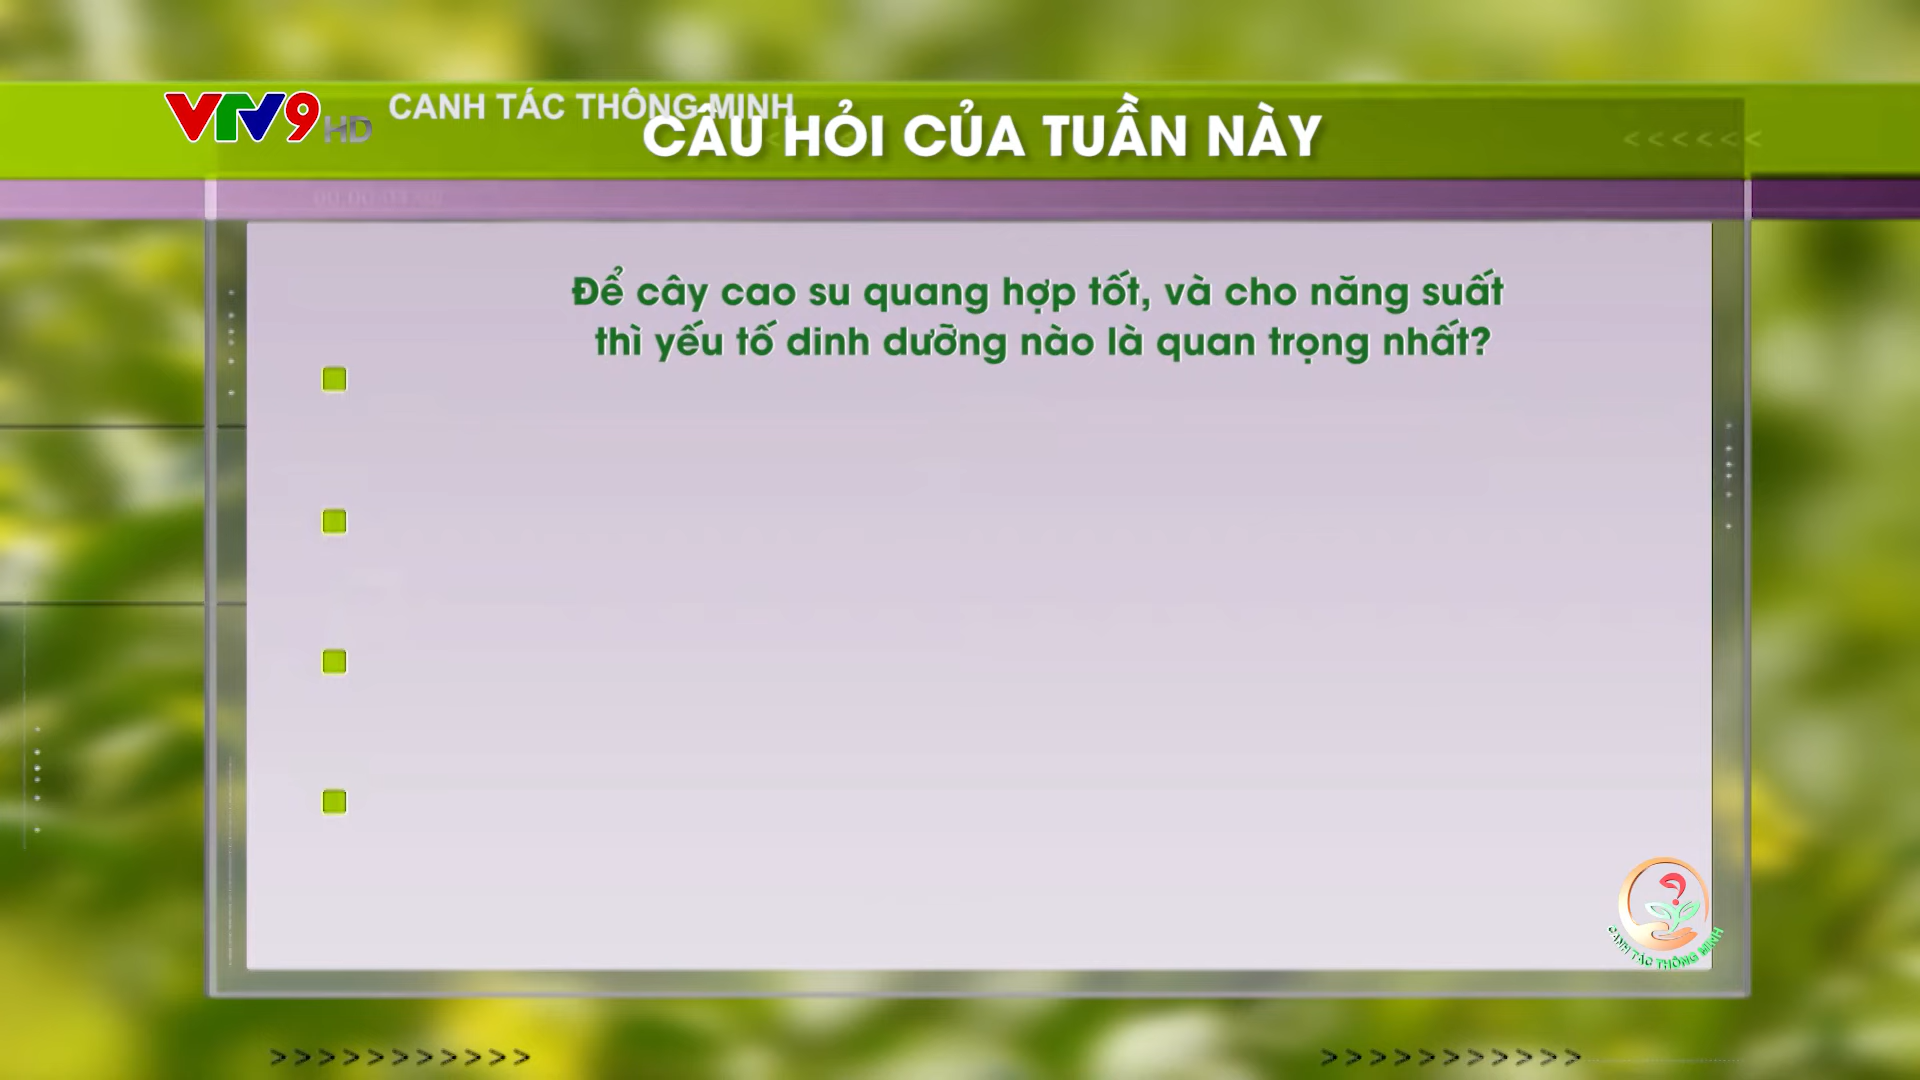 VTV9 HD
CANH TÁC THÔNG MINH
CÂU HỎI CỦA TUẦN NÀY
Để cây cao su quang hợp tốt, và cho năng suất
thì yếu tố dinh dưỡng nào là quan trọng nhất?
CANH TÁC THÔNG MINH